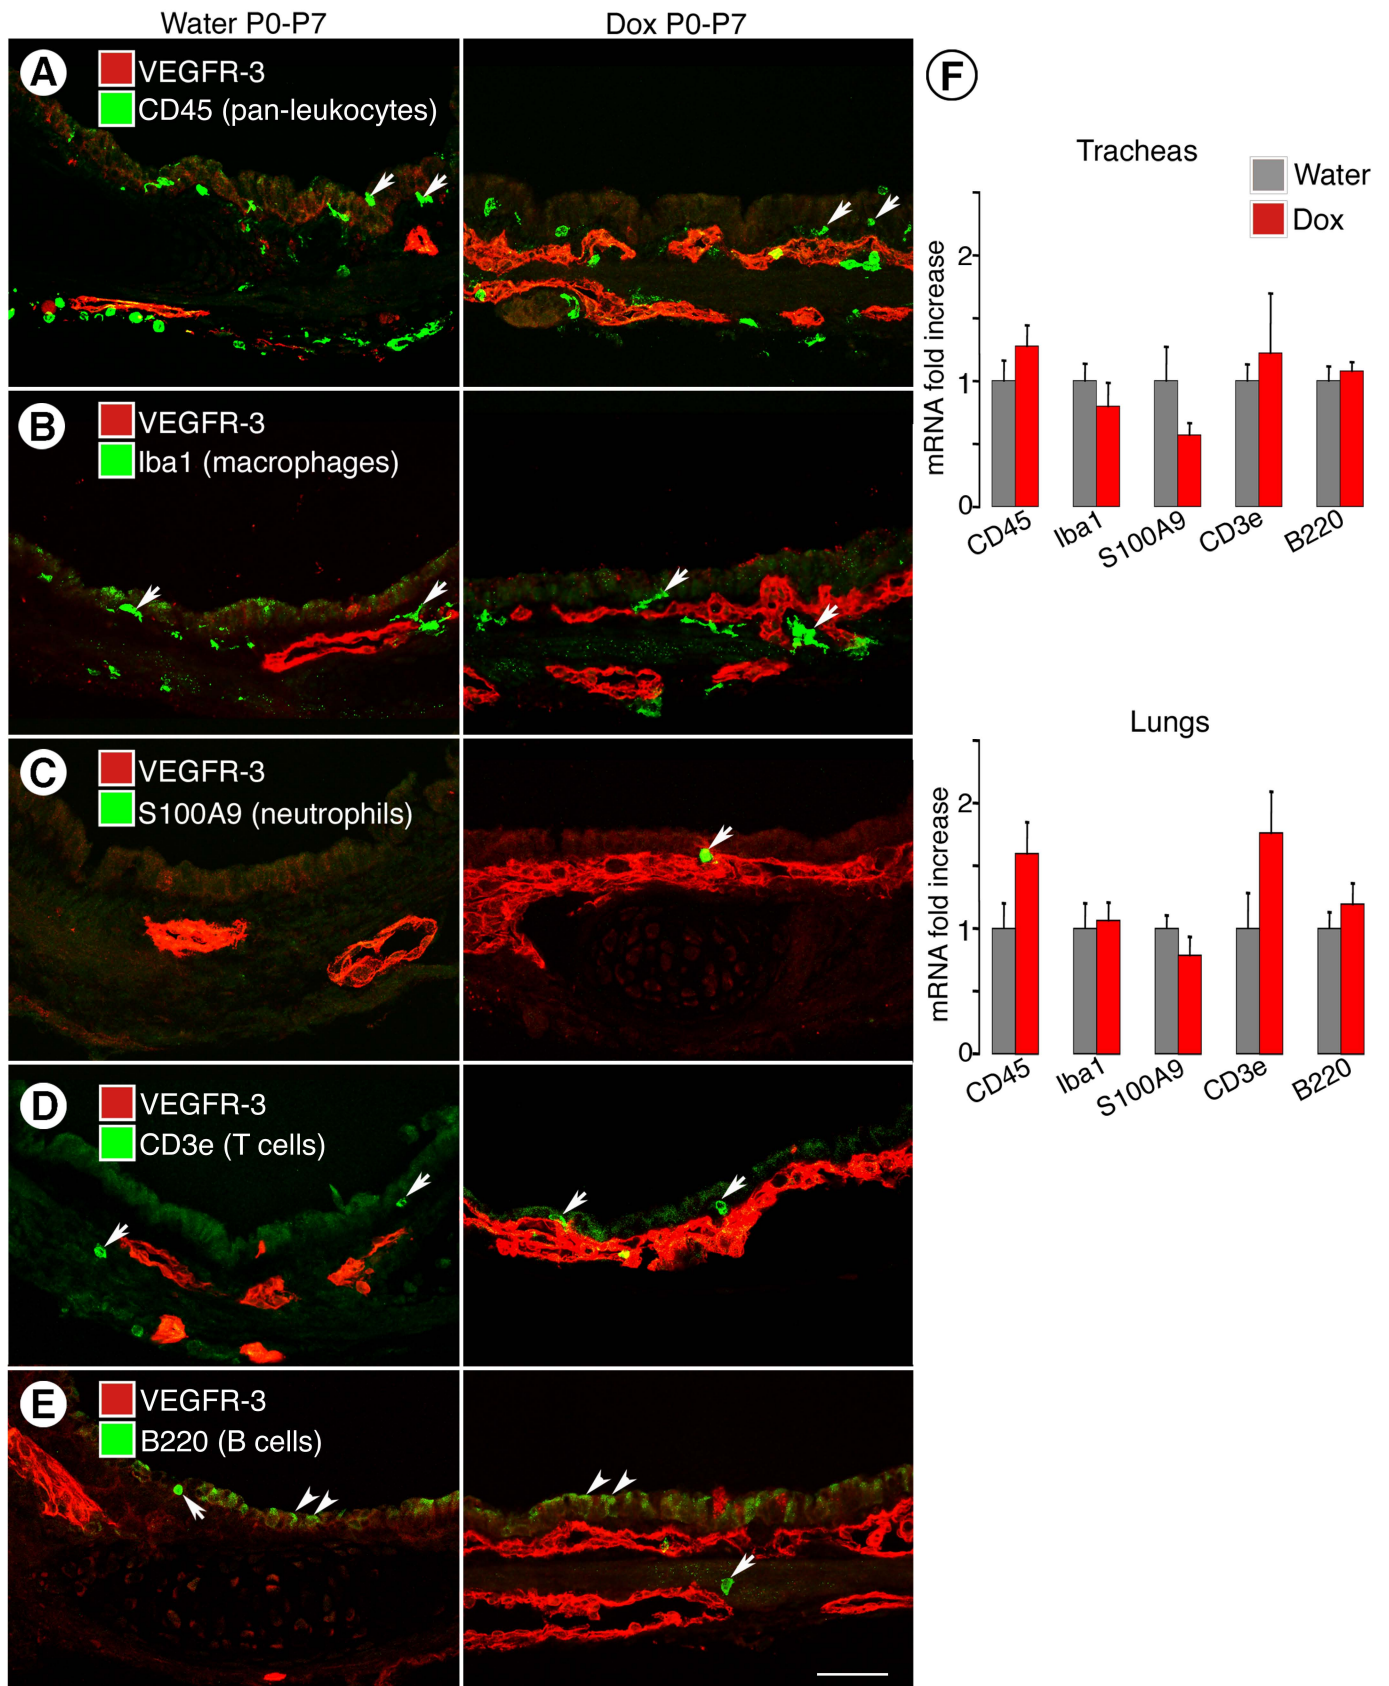 Water P0-P7
Dox P0-P7
A
VEGFR-3
CD45 (pan-leukocytes)
B
VEGFR-3
Iba1 (macrophages)
C
VEGFR-3
S100A9 (neutrophils)
D
VEGFR-3
CD3e (T cells)
E
VEGFR-3
B220 (B cells)
F
Tracheas
Water
Dox
mRNA fold increase
2
1
0
CD45
Iba1
S100A9
CD3e
B220
Lungs
mRNA fold increase
2
1
0
CD45
Iba1
S100A9
CD3e
B220